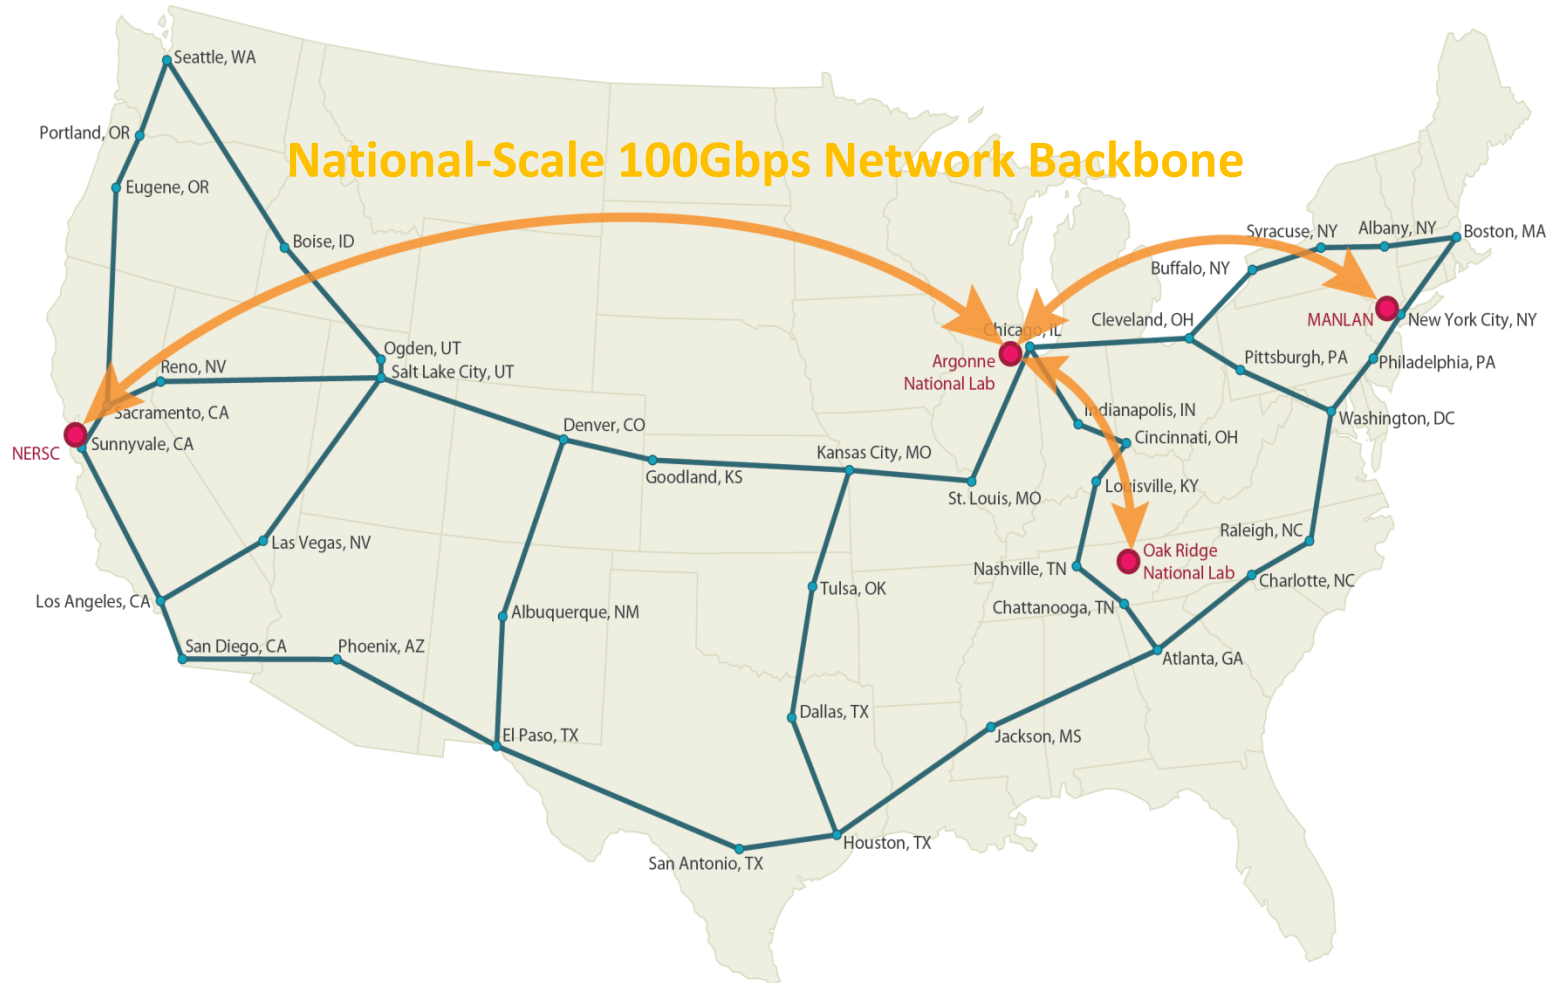 Seattle, WA
Portland, OR
National-Scale 100Gbps Network Backbone
Eugene, OR
Boise, ID
Syracuse, NY
Albany, NY
Boston, MA
Buffalo, NY
MANLAN
New York City, NY
Cleveland, OH
Chicago, IL
Ogden, UT
Reno, NV
Salt Lake City, UT
Argonne
National Lab
Pittsburgh, PA
Philadelphia, PA
Sacramento, CA
Indianapolis, IN
Washington, DC
Denver, CO
Cincinnati, OH
Sunnyvale, CA
NERSC
Kansas City, MO
Goodland, KS
Louisville, KY
St. Louis, MO
Raleigh, NC
Las Vegas, NV
Oak Ridge
National Lab
Nashville, TN
Charlotte, NC
Tulsa, OK
Los Angeles, CA
Chattanooga, TN
Albuquerque, NM
San Diego, CA
Phoenix, AZ
Atlanta, GA
Dallas, TX
El Paso, TX
Jackson, MS
Houston, TX
San Antonio, TX